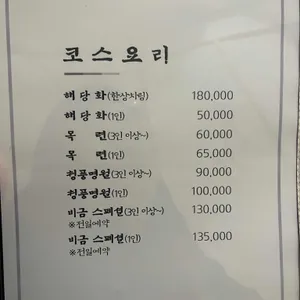 코스요리
해 당 화(한상차림) 180,000
해 당 화(1인) 50,000
목 련(3인 이상~) 60,000
목 련(1인) 65,000
청풍명월(3인 이상~) 90,000
청풍명월(1인) 100,000
비금 스페셜(3인 이상~) 130,000
※전일예약
비금 스페셜(1인) 135,000
※전일예약